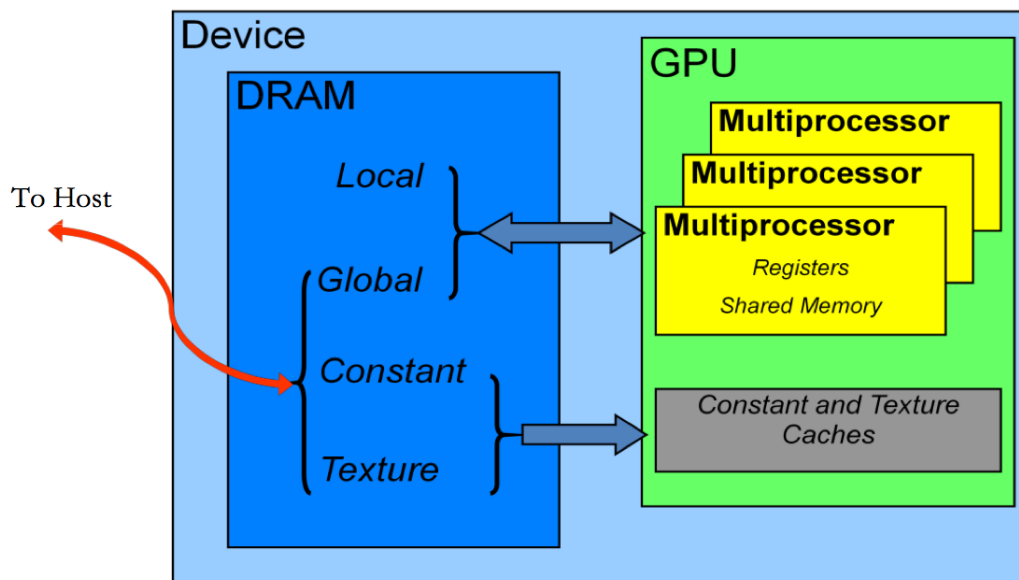 Device
DRAM
Local
Global
Constant
Texture
To Host
GPU
Multiprocessor
Multiprocessor
Multiprocessor
Registers
Shared Memory
Constant and Texture
Caches